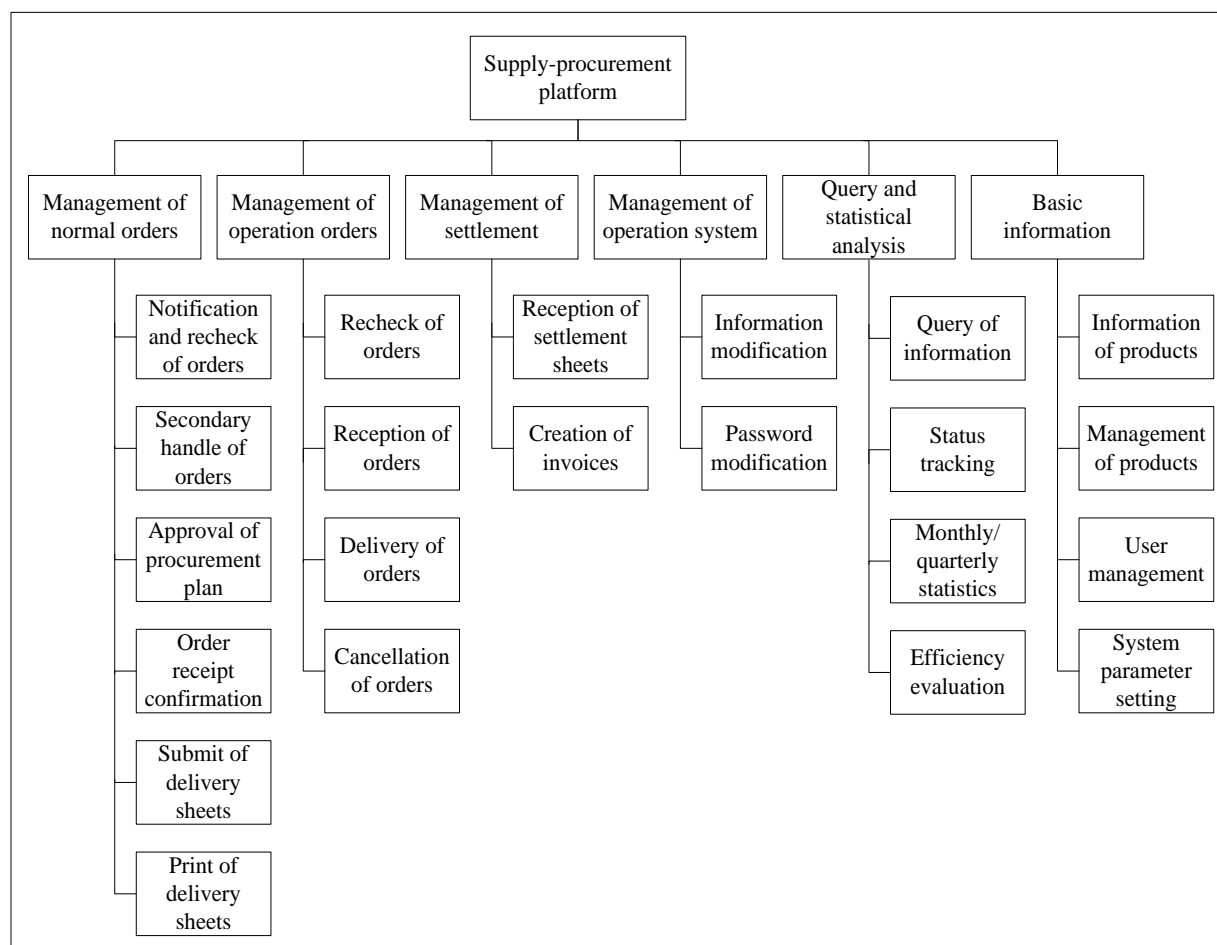 Supply-procurement
platform
Management of
normal orders
Management of
operation orders
Management of
settlement
Management of
operation system
Query and
statistical
analysis
Basic
information
Notification
and recheck
of orders
Secondary
handle of
orders
Approval of
procurement
plan
Order
receipt
confirmation
Submit of
delivery
sheets
Print of
delivery
sheets
Recheck of
orders
Reception of
orders
Delivery of
orders
Cancellation
of orders
Reception of
settlement
sheets
Creation of
invoices
Information
modification
Password
modification
Query of
information
Status
tracking
Monthly/
quarterly
statistics
Efficiency
evaluation
Information
of products
Management
of products
User
management
System
parameter
setting